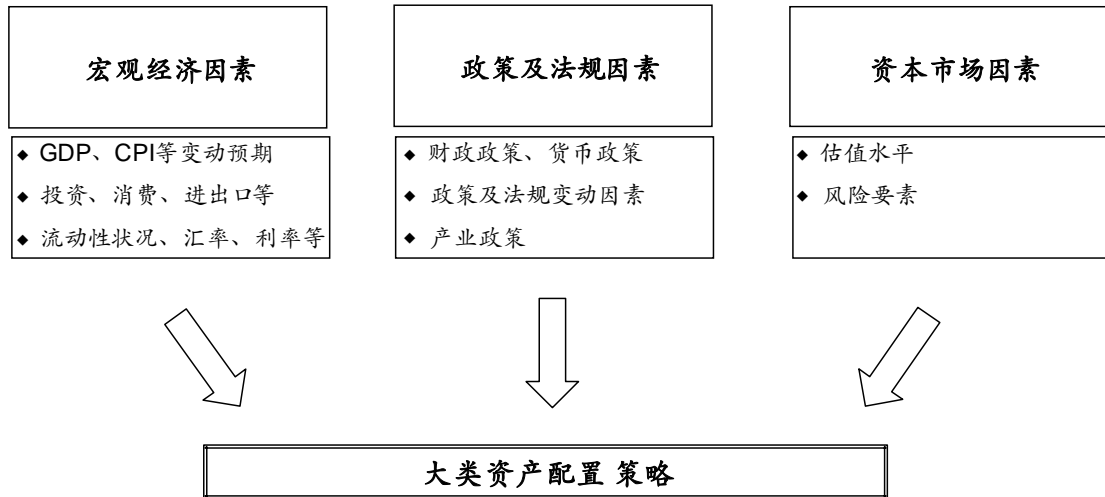 宏观经济因素
◆ GDP、CPI等变动预期
◆ 投资、消费、进出口等
◆ 流动性状况、汇率、利率等
政策及法规因素
◆ 财政政策、货币政策
◆ 政策及法规变动因素
◆ 产业政策
资本市场因素
◆ 估值水平
◆ 风险要素
大类资产配置 策略